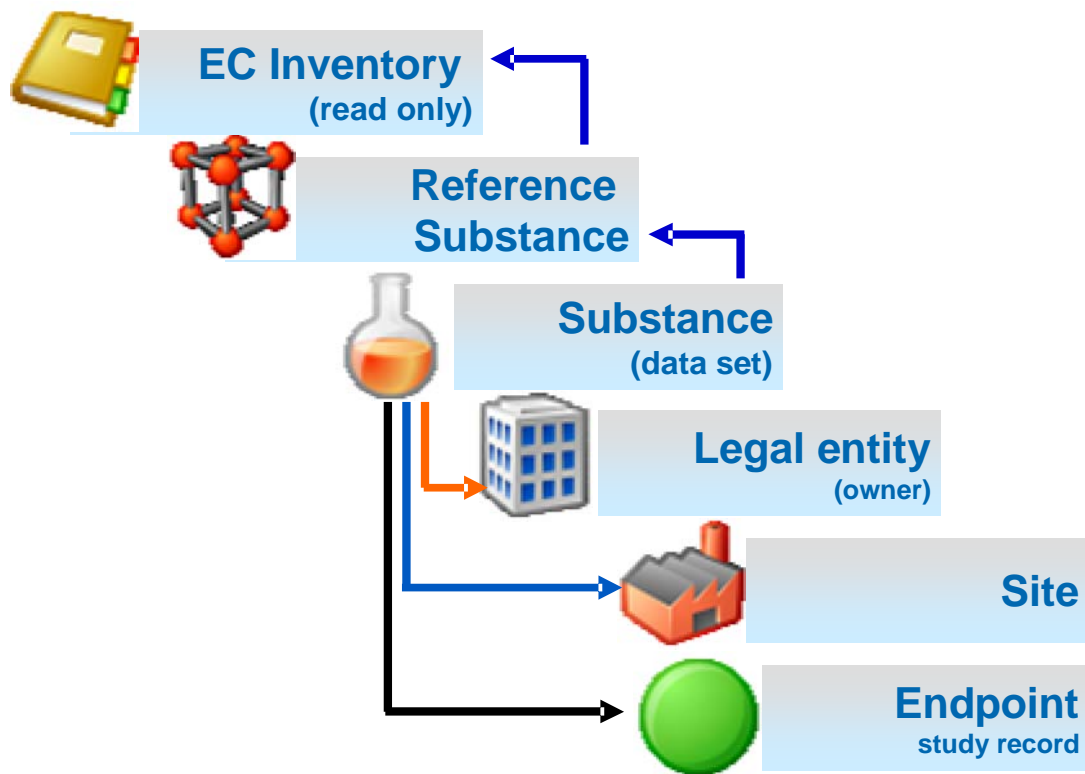 EC Inventory
(read only)
Reference
Substance
Substance
(data set)
Legal entity
(owner)
Site
Endpoint
study record